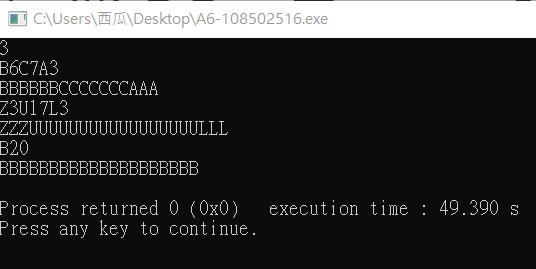 C:\Users\西瓜\Desktop\A6-108502516.exe
3
B6C7A3
BBBBBBCCCCCCCAAA
Z3U17L3
ZZZUUUUUUUUUUUUUUUUULLL
B20
BBBBBBBBBBBBBBBBBBBB
Process returned 0 (0x0)   execution time : 49.390 s
Press any key to continue.